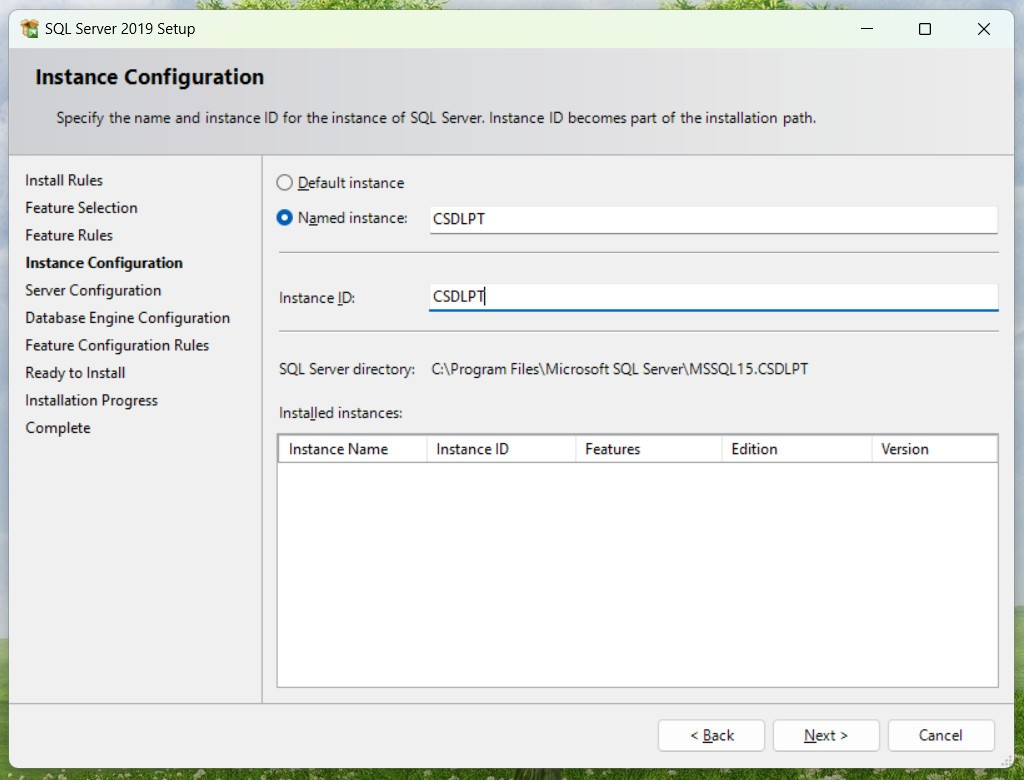 SQL Server 2019 Setup
Instance Configuration
Specify the name and instance ID for the instance of SQL Server. Instance ID becomes part of the installation path.
Install Rules
Feature Selection
Feature Rules
Instance Configuration
Server Configuration
Database Engine Configuration
Feature Configuration Rules
Ready to Install
Installation Progress
Complete
Default instance
Named instance: CSDLPT
Instance ID: CSDLPT
SQL Server directory: C:\Program Files\Microsoft SQL Server\MSSQL15.CSDLPT
Installed instances:
Instance Name Instance ID Features Edition Version
< Back Next > Cancel